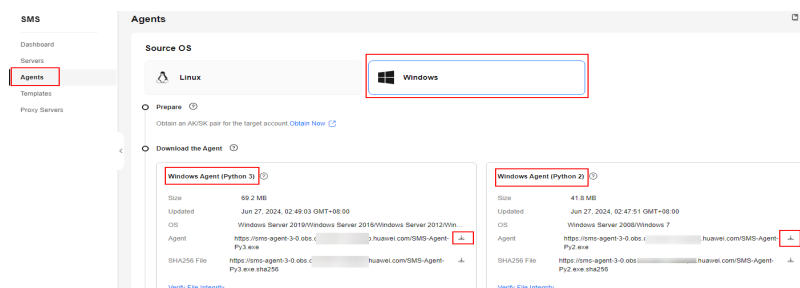 SMS
Agents
Dashboard
Servers
Agents
Templates
Proxy Servers
Source OS
Linux
Windows
Prepare
Obtain an AK/SK pair for the target account.Obtain Now
Download the Agent
Windows Agent (Python 3)
Size 69.2 MB
Updated Jun 27, 2024, 02:49:03 GMT+08:00
OS Windows Server 2019/Windows Server 2016/Windows Server 2012/Win...
Agent https://sms-agent-3-0.obs. .huawei.com/SMS-Agent-
Py3.exe
SHA256 File https://sms-agent-3-0.obs. .huawei.com/SMS-Agent-
Py3.exe.sha256
Verify File Integrity
Windows Agent (Python 2)
Size 41.8 MB
Updated Jun 27, 2024, 02:47:51 GMT+08:00
OS Windows Server 2008/Windows 7
Agent https://sms-agent-3-0.obs. .huawei.com/SMS-Agent-
Py2.exe
SHA256 File https://sms-agent-3-0.obs .huawei.com/SMS-Agent-
Py2.exe.sha256
Verify File Integrity